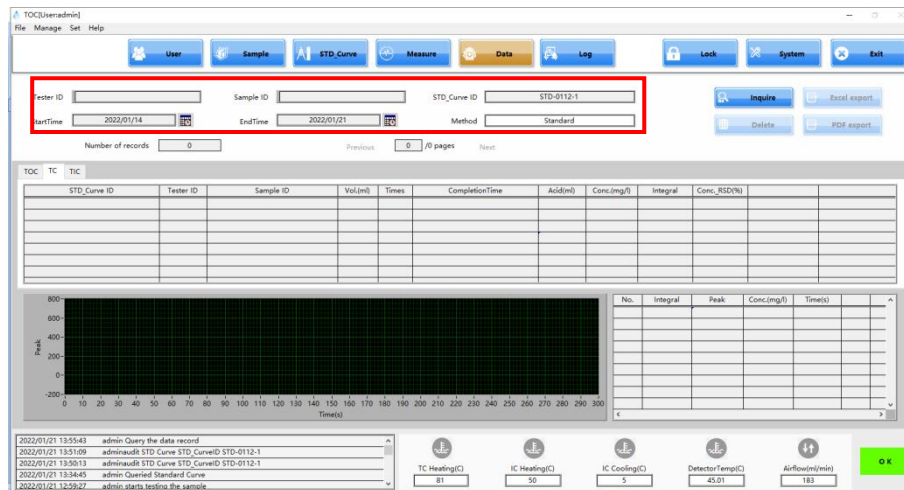 TOC[User:admin]
File Manage Set Help
User Sample STD_Curve Measure Data Log Lock System Exit
Tester ID Sample ID STD_Curve ID STD-0112-1 Inquire Excel export
StartTime 2022/01/14 EndTime 2022/01/21 Method Standard Delete PDF export
Number of records 0 Previous 0 /0 pages Next
TOC TC TIC
STD_Curve ID Tester ID Sample ID Vol.(ml) Times CompletionTime Acid(ml) Conc.(mg/l) Integral Conc._RSD(%)
No. Integral Peak Conc.(mg/l) Time(s)
800
600
400
200
0
-200
Peak
0 10 20 30 40 50 60 70 80 90 100 110 120 130 140 150 160 170 180 190 200 210 220 230 240 250 260 270 280 290 300
Time(s)
2022/01/21 13:55:43 admin Query the data record
2022/01/21 13:51:09 adminaudit STD Curve STD_CurveID STD-0112-1
2022/01/21 13:50:13 adminaudit STD Curve STD_CurveID STD-0112-1
2022/01/21 13:34:45 admin Queried Standard Curve
2022/01/21 12:59:27 admin starts testing the sample
TC Heating(C) IC Heating(C) IC Cooling(C) DetectorTemp(C) Airflow(ml/min)
81 50 5 45.01 183
OK